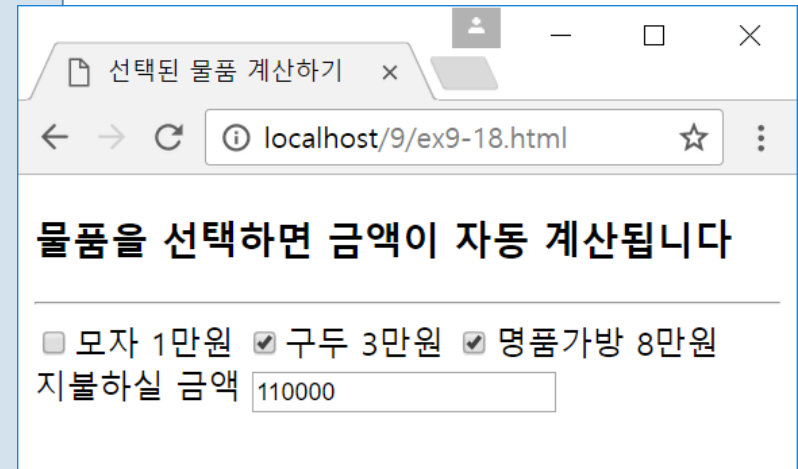 선택된 물품 계산하기
localhost/9/ex9-18.html
물품을 선택하면 금액이 자동 계산됩니다
모자 1만원 구두 3만원 명품가방 8만원
지불하실 금액 110000